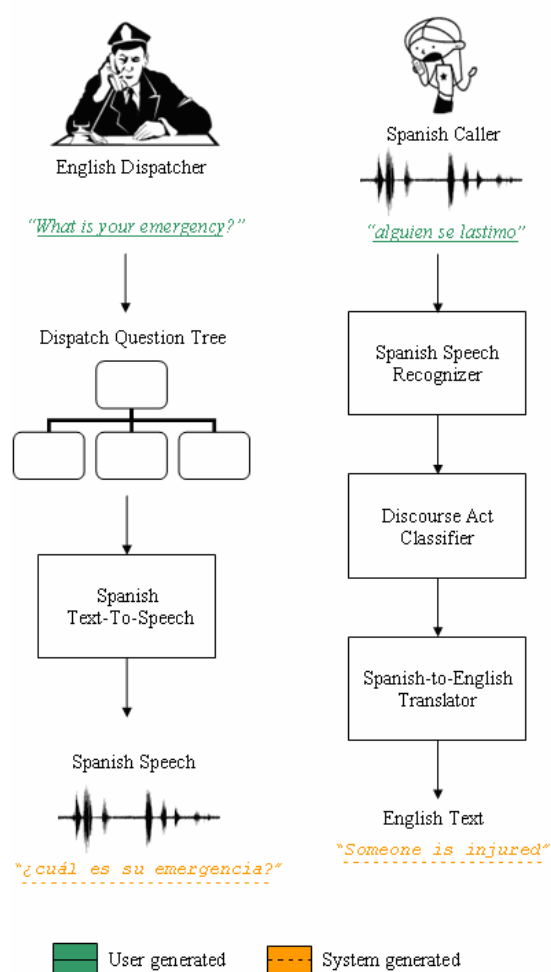 English Dispatcher
“What is your emergency?”
Dispatch Question Tree
Spanish
Text-To-Speech
Spanish Speech
“¿cuál es su emergencia?”
Spanish Caller
“alguien se lastimo”
Spanish Speech
Recognizer
Discourse Act
Classifier
Spanish-to-English
Translator
English Text
“Someone is injured”
User generated
System generated